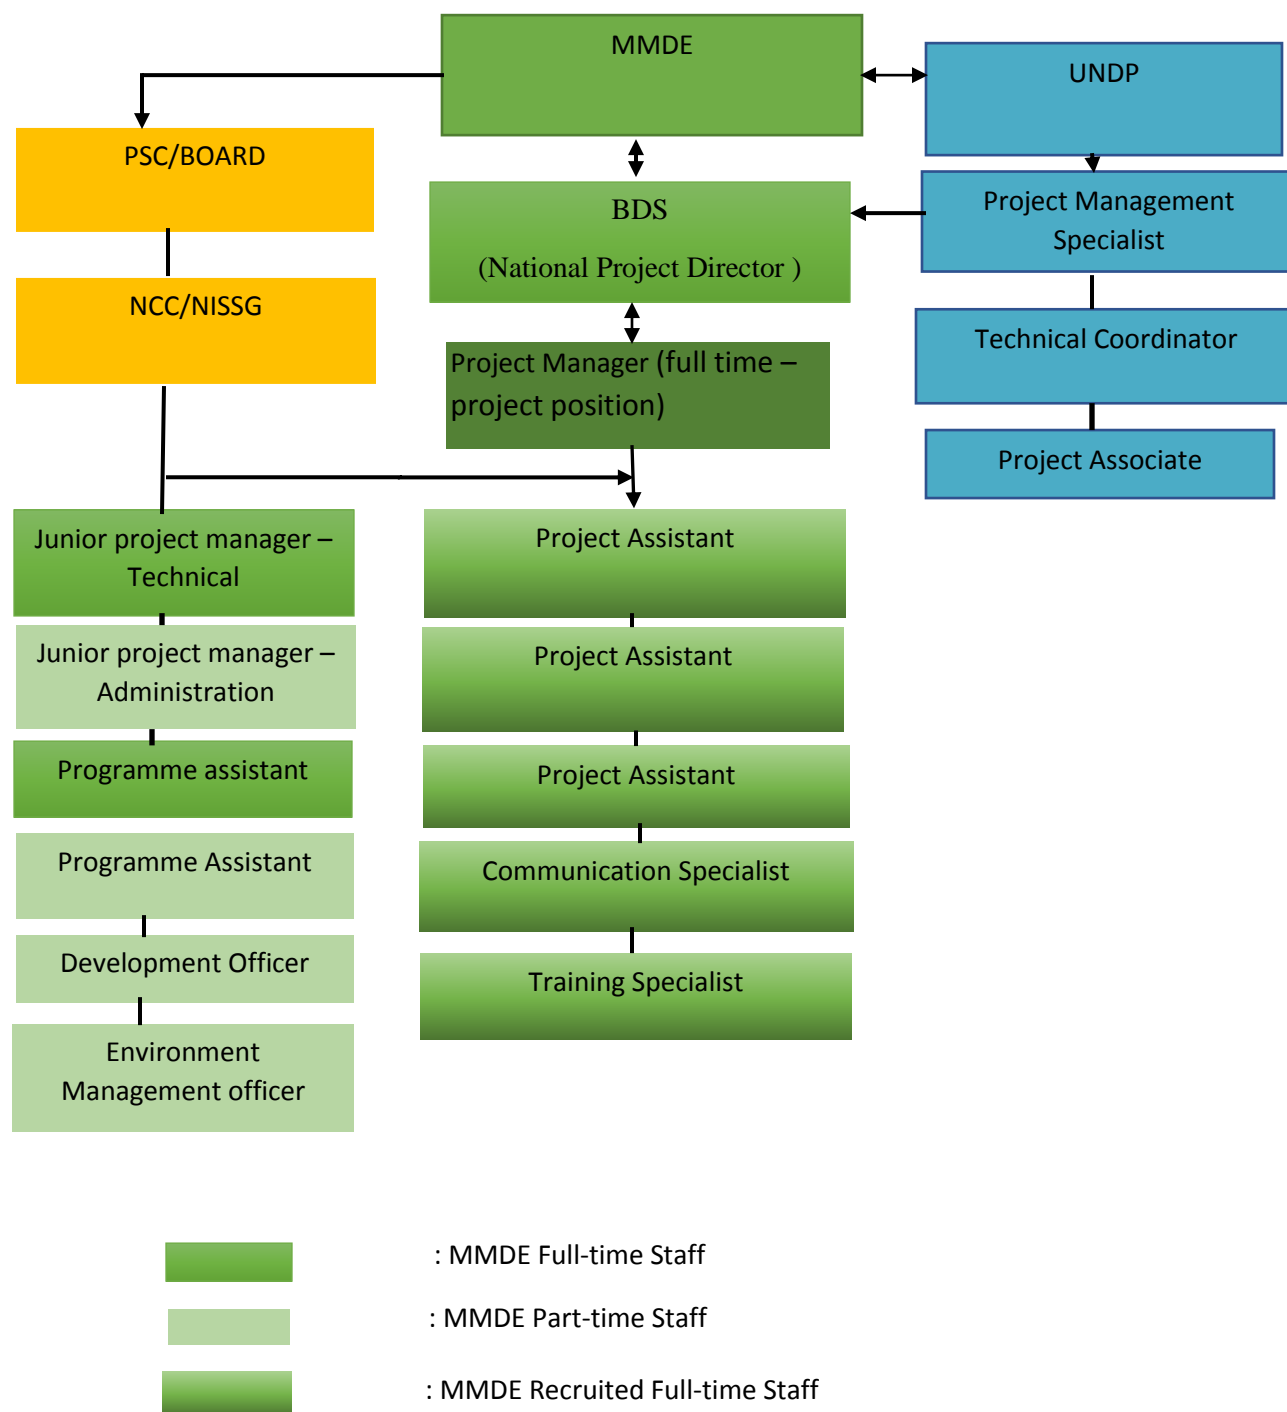 MMDE
UNDP
PSC/BOARD
BDS
(National Project Director )
Project Management
Specialist
NCC/NISSG
Technical Coordinator
Project Manager (full time –
project position)
Project Associate
Junior project manager –
Technical
Project Assistant
Junior project manager –
Administration
Project Assistant
Programme assistant
Project Assistant
Programme Assistant
Communication Specialist
Development Officer
Training Specialist
Environment
Management officer
: MMDE Full-time Staff
: MMDE Part-time Staff
: MMDE Recruited Full-time Staff